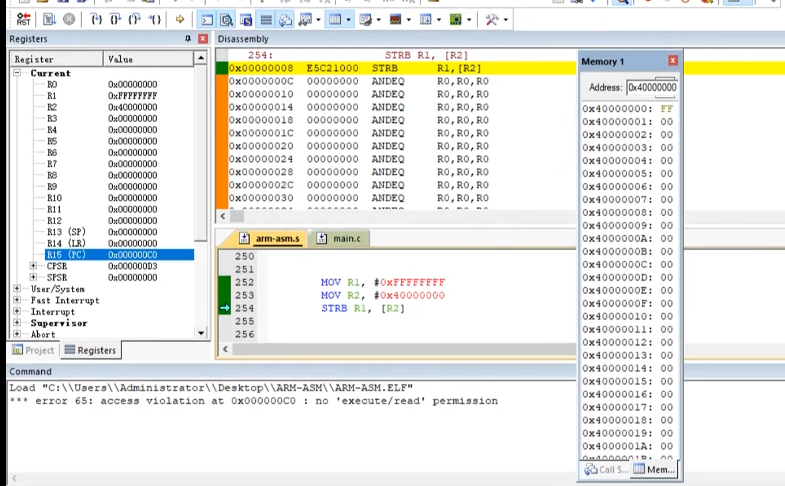 RST
Registers
Register Value
Current
R0 0x00000000
R1 0xFFFFFFFF
R2 0x40000000
R3 0x00000000
R4 0x00000000
R5 0x00000000
R6 0x00000000
R7 0x00000000
R8 0x00000000
R9 0x00000000
R10 0x00000000
R11 0x00000000
R12 0x00000000
R13 (SP) 0x00000000
R14 (LR) 0x00000000
R15 (PC) 0x000000C0
CPSR 0x000000D3
SPSR 0x00000000
User/System
Fast Interrupt
Interrupt
Supervisor
Abort
Project Registers
Disassembly
254: STRB R1, [R2]
0x00000008 E5C21000 STRB R1,[R2]
0x0000000C 00000000 ANDEQ R0,R0,R0
0x00000010 00000000 ANDEQ R0,R0,R0
0x00000014 00000000 ANDEQ R0,R0,R0
0x00000018 00000000 ANDEQ R0,R0,R0
0x0000001C 00000000 ANDEQ R0,R0,R0
0x00000020 00000000 ANDEQ R0,R0,R0
0x00000024 00000000 ANDEQ R0,R0,R0
0x00000028 00000000 ANDEQ R0,R0,R0
0x0000002C 00000000 ANDEQ R0,R0,R0
0x00000030 00000000 ANDEQ R0,R0,R0
arm-asm.s main.c
250
251
252 MOV R1, #0xFFFFFFFF
253 MOV R2, #0x40000000
254 STRB R1, [R2]
255
256
Memory 1
Address: 0x40000000
0x40000000: FF
0x40000001: 00
0x40000002: 00
0x40000003: 00
0x40000004: 00
0x40000005: 00
0x40000006: 00
0x40000007: 00
0x40000008: 00
0x40000009: 00
0x4000000A: 00
0x4000000B: 00
0x4000000C: 00
0x4000000D: 00
0x4000000E: 00
0x4000000F: 00
0x40000010: 00
0x40000011: 00
0x40000012: 00
0x40000013: 00
0x40000014: 00
0x40000015: 00
0x40000016: 00
0x40000017: 00
0x40000018: 00
0x40000019: 00
0x4000001A: 00
0x4000001B: 00
Call S... Mem...
Command
Load "C:\\Users\\Administrator\\Desktop\\ARM-ASM\\ARM-ASM.ELF"
*** error 65: access violation at 0x000000C0 : no 'execute/read' permission